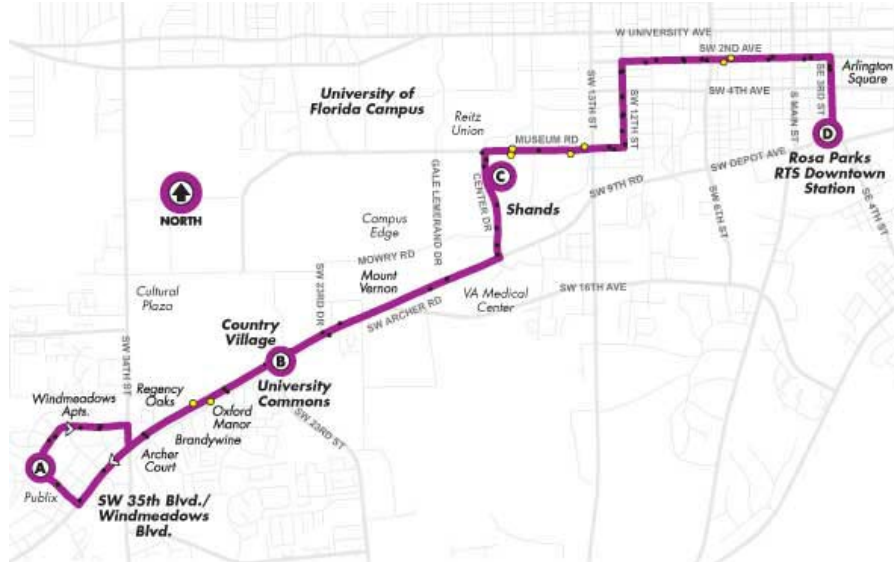 W UNIVERSITY AVE
SW 2ND AVE
Arlington
Square
University of
Florida Campus
SW 13TH ST
SW 12TH ST
SW 4TH AVE
S MAIN ST
SE 3RD ST
Reitz
Union
MUSEUM RD
D
Rosa Parks
RTS Downtown
Station
SW DEPOT AVE
C
GALE LEMERAND DR
CENTER DR
SW 9TH RD
SW 6TH ST
SE 4TH ST
Shands
NORTH
Campus
Edge
MOWRY RD
Mount
Vernon
SW 23RD DR
VA Medical
Center
SW 16TH AVE
SW ARCHER RD
Cultural
Plaza
Country
Village
SW 34TH ST
B
University
Commons
Regency
Oaks
Windmeadows
Apts.
Oxford
Manor
SW 23RD ST
Brandywine
Archer
Court
A
Publix
SW 35th Blvd./
Windmeadows
Blvd.